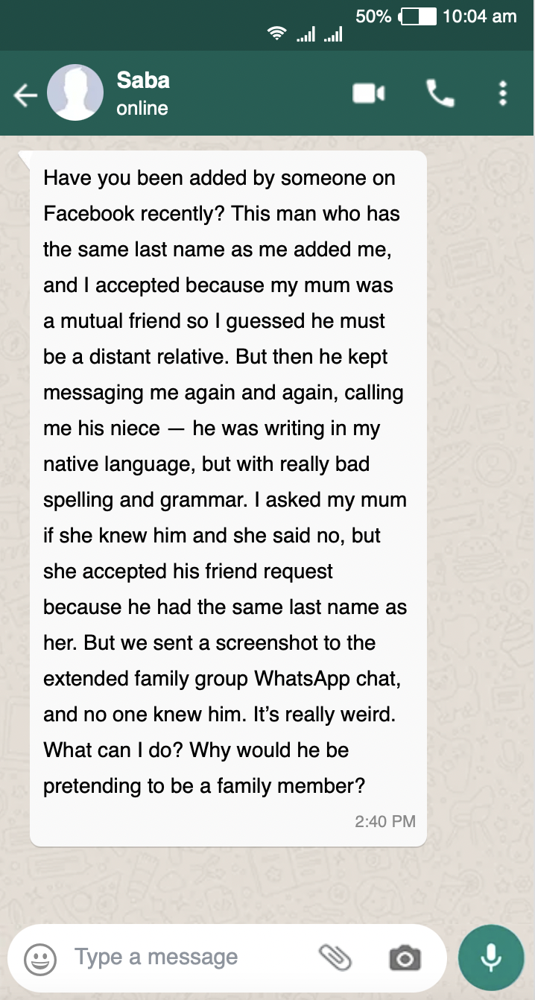 50% 10:04 am
Saba
online
Have you been added by someone on
Facebook recently? This man who has
the same last name as me added me,
and I accepted because my mum was
a mutual friend so I guessed he must
be a distant relative. But then he kept
messaging me again and again, calling
me his niece — he was writing in my
native language, but with really bad
spelling and grammar. I asked my mum
if she knew him and she said no, but
she accepted his friend request
because he had the same last name as
her. But we sent a screenshot to the
extended family group WhatsApp chat,
and no one knew him. It’s really weird.
What can I do? Why would he be
pretending to be a family member?
2:40 PM
Type a message